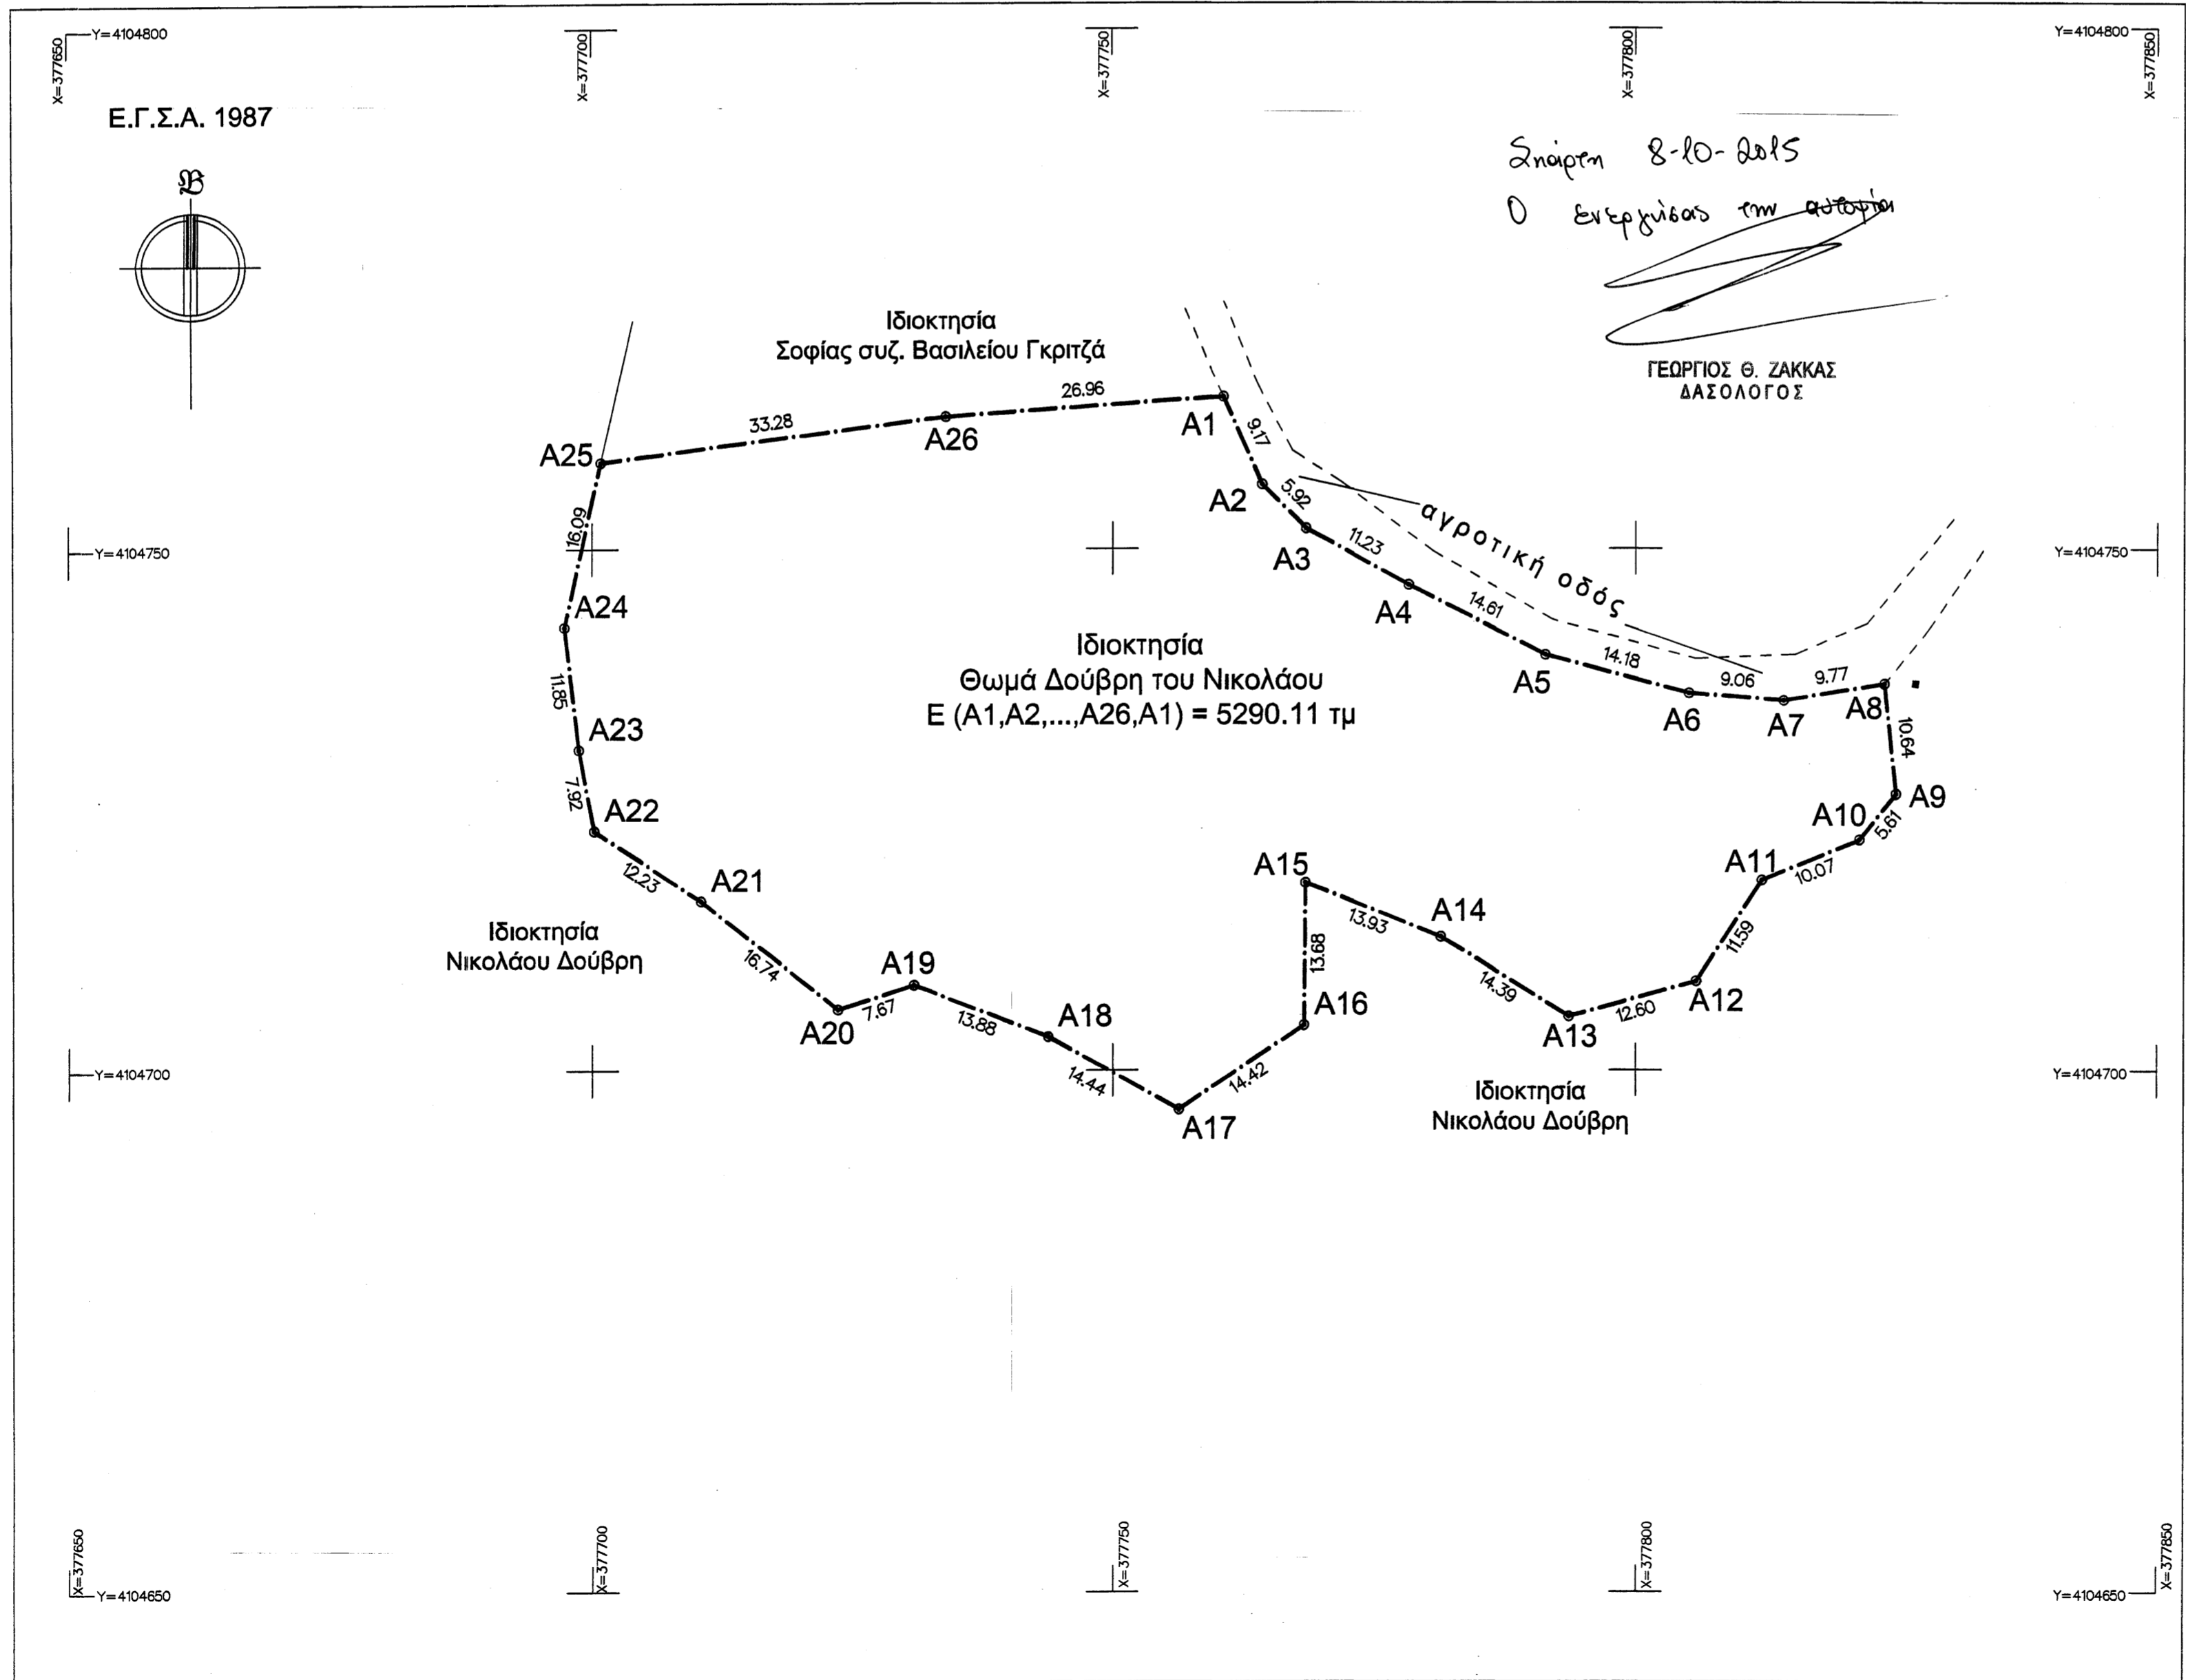 X=377650
Y=4104800
X=377700
X=377750
X=377800
Y=4104800
X=377850
Ε.Γ.Σ.Α. 1987
Β
Σπάρτη 8-10-2015
Ο ενεργήσας την αυτοψία
ΓΕΩΡΓΙΟΣ Θ. ΖΑΚΚΑΣ
ΔΑΣΟΛΟΓΟΣ
Ιδιοκτησία
Σοφίας συζ. Βασιλείου Γκριτζά
26.96
33.28
A1
A25
A26
9.17
A2
5.92
16.09
A3
11.23
αγροτική οδός
Y=4104750
Y=4104750
A24
A4
14.61
Ιδιοκτησία
Θωμά Δούβρη του Νικολάου
Ε (Α1,Α2,...,Α26,Α1) = 5290.11 τμ
A5
14.18
A6
9.06
A7
9.77
A8
10.64
11.85
A23
7.92
A22
A9
A10
5.61
12.23
A21
A15
A11
10.07
13.93
A14
11.59
Ιδιοκτησία
Νικολάου Δούβρη
16.74
A19
13.68
14.39
A12
A20
7.67
13.88
A18
A16
A13
12.60
Y=4104700
14.44
14.42
Y=4104700
A17
Ιδιοκτησία
Νικολάου Δούβρη
X=377650
Y=4104650
X=377700
X=377750
X=377800
Y=4104650
X=377850